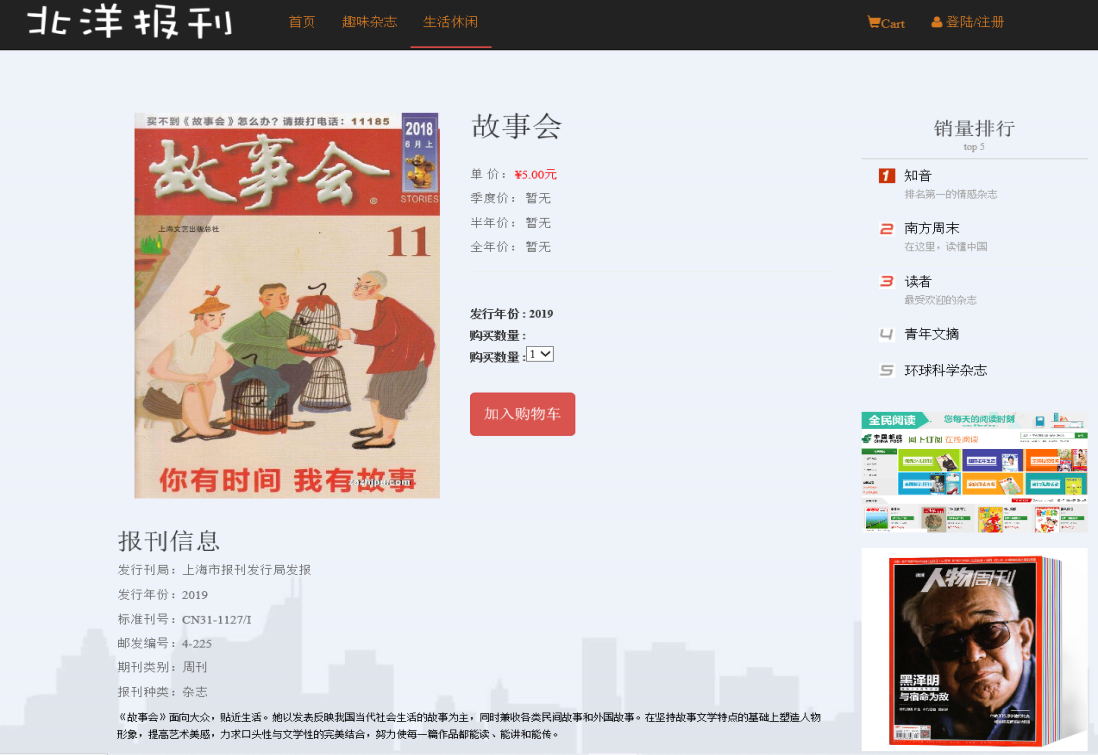 北洋报刊
首页 趣味杂志 生活休闲
Cart 登陆/注册
买不到《故事会》怎么办？请拨打电话：11185
2018
6月上
故事会
STORIES
上海文艺出版总社
11
你有时间 我有故事
故事会
单 价： ¥5.00元
季度价： 暂无
半年价： 暂无
全年价： 暂无
发行年份 : 2019
购买数量 :
购买数量 : 1
加入购物车
销量排行
top 5
1 知音
排名第一的情感杂志
2 南方周末
在这里，读懂中国
3 读者
最受欢迎的杂志
4 青年文摘
5 环球科学杂志
全民阅读 您每天的阅读时刻
中国邮政 网上订阅 在线阅读
CHINA POST
人物周刊
黑泽明
与宿命为敌
报刊信息
发行刊局：上海市报刊发行局发报
发行年份：2019
标准刊号：CN31-1127/I
邮发编号：4-225
期刊类别：周刊
报刊种类：杂志
《故事会》面向大众，贴近生活。她以发表反映我国当代社会生活的故事为主，同时兼收各类民间故事和外国故事。在坚持故事文学特点的基础上塑造人物
形象，提高艺术美感，力求口头性与文学性的完美结合，努力使每一篇作品都能读、能讲和能传。